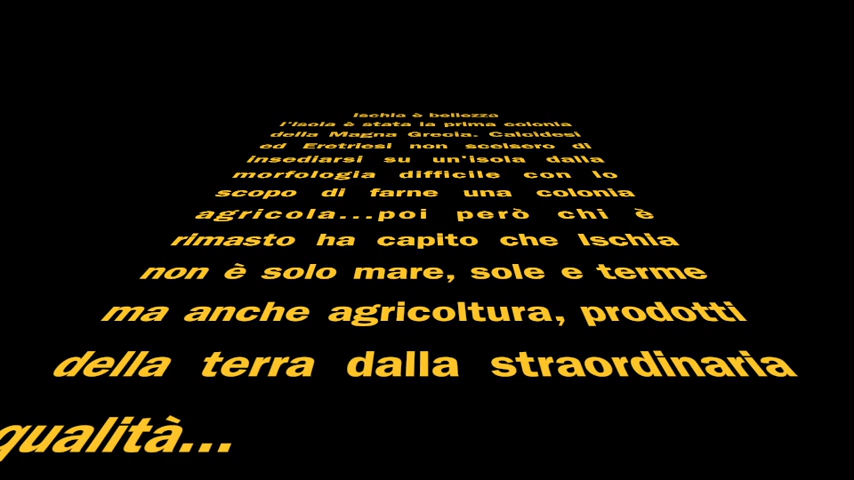 Ischia è bellezza
l'isola è stata la prima colonia
della Magna Grecia. Calcidesi
ed Eretriesi non scelsero di
insediarsi su un'isola dalla
morfologia difficile con lo
scopo di farne una colonia
agricola...poi però chi è
rimasto ha capito che Ischia
non è solo mare, sole e terme
ma anche agricoltura, prodotti
della terra dalla straordinaria
qualità...